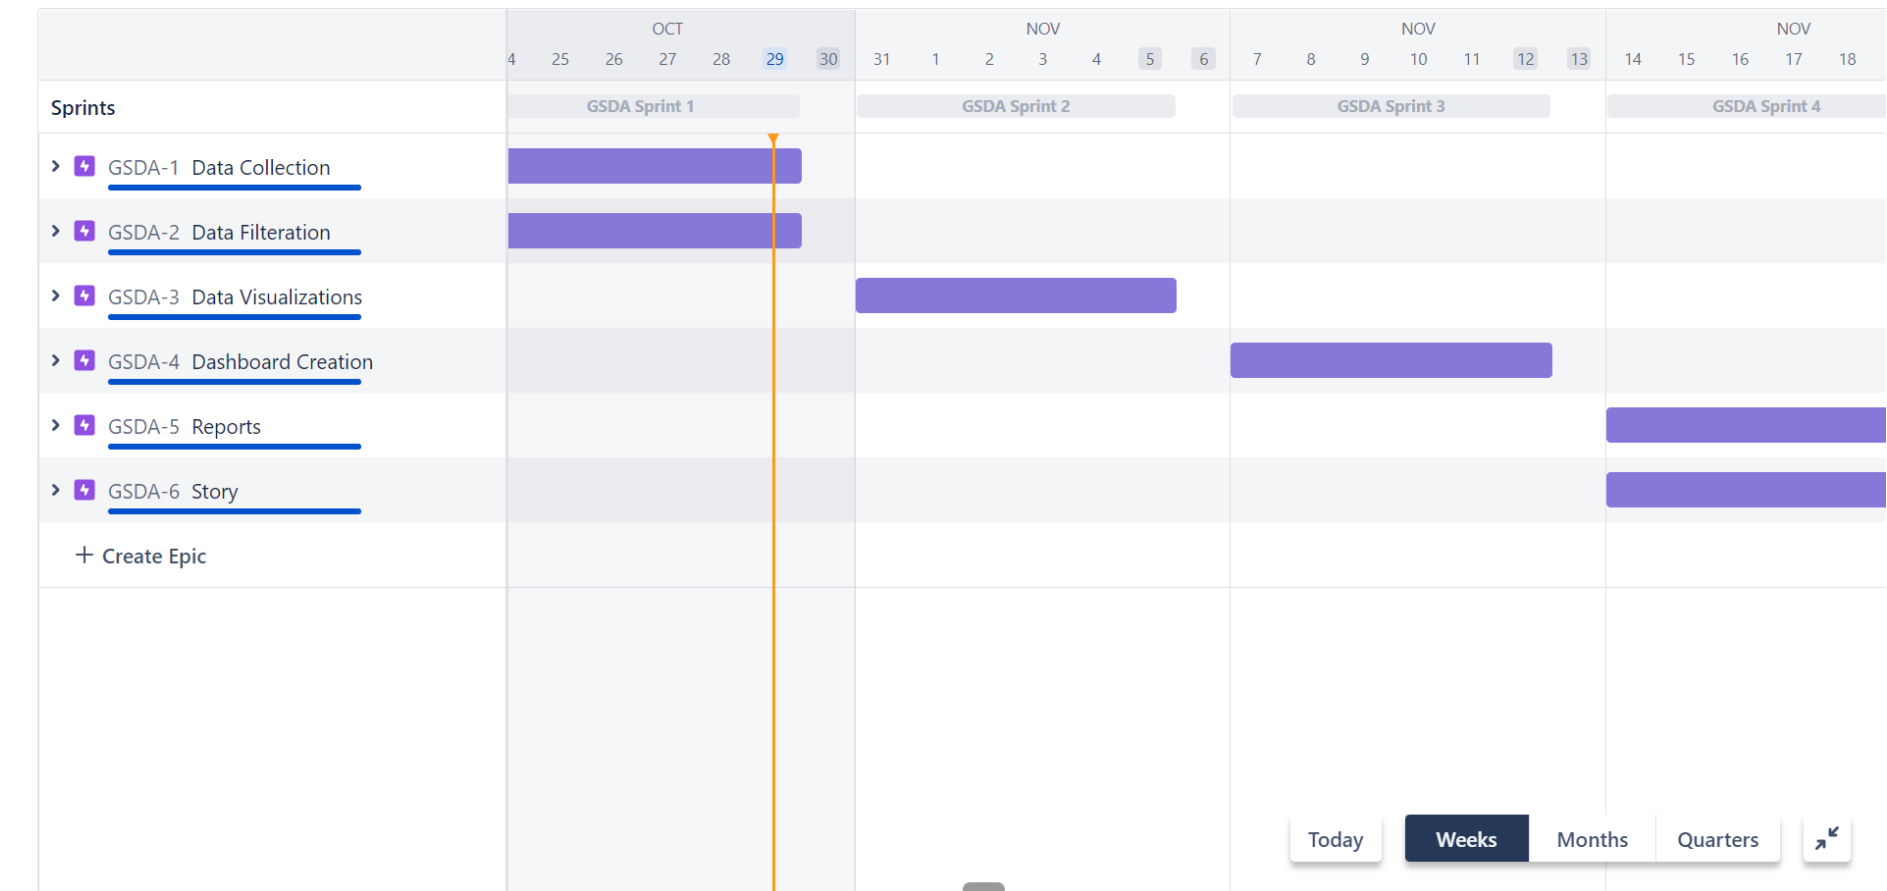 OCT NOV NOV NOV
4 25 26 27 28 29 30 31 1 2 3 4 5 6 7 8 9 10 11 12 13 14 15 16 17 18
Sprints GSDA Sprint 1 GSDA Sprint 2 GSDA Sprint 3 GSDA Sprint 4
GSDA-1 Data Collection
GSDA-2 Data Filteration
GSDA-3 Data Visualizations
GSDA-4 Dashboard Creation
GSDA-5 Reports
GSDA-6 Story
+ Create Epic
Today Weeks Months Quarters